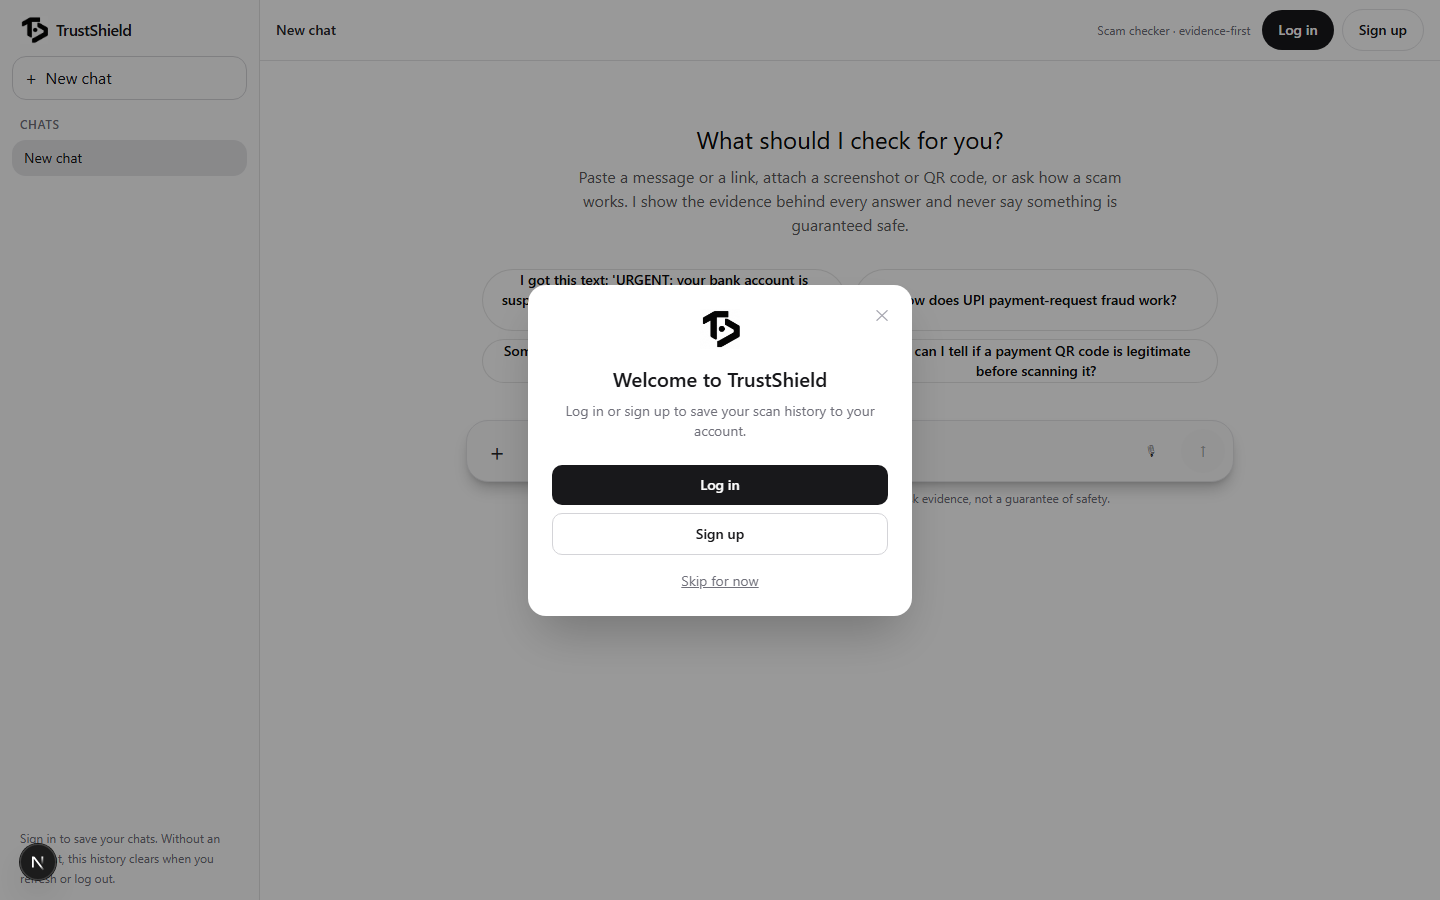 TrustShield
+ New chat
CHATS
New chat
Sign in to save your chats. Without an
this history clears when you
or log out.
N
New chat
Scam checker · evidence-first
Log in
Sign up
What should I check for you?
Paste a message or a link, attach a screenshot or QR code, or ask how a scam
works. I show the evidence behind every answer and never say something is
guaranteed safe.
I got this text: 'URGENT: your bank account is
does UPI payment-request fraud work?
can I tell if a payment QR code is legitimate
before scanning it?
evidence, not a guarantee of safety.
Welcome to TrustShield
Log in or sign up to save your scan history to your
account.
Log in
Sign up
Skip for now